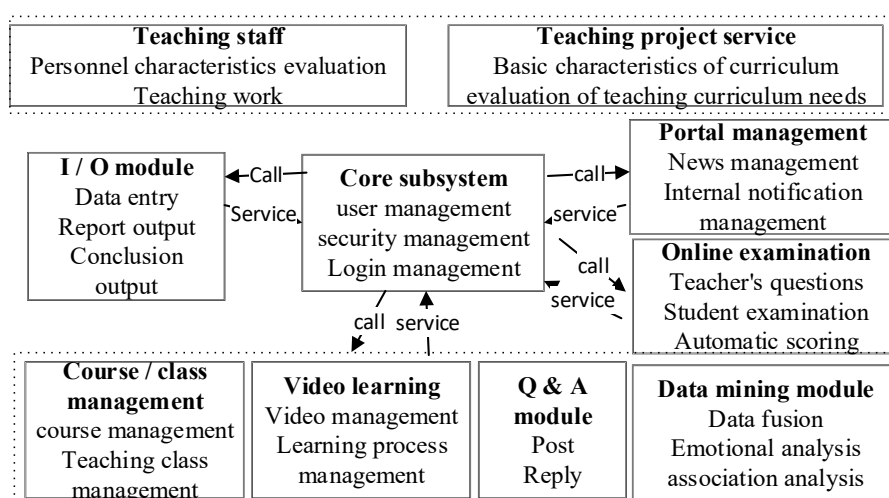 Teaching staff
Personnel characteristics evaluation
Teaching work
Teaching project service
Basic characteristics of curriculum
evaluation of teaching curriculum needs
I / O module
Data entry
Report output
Conclusion
output
Call
Service
Core subsystem
user management
security management
Login management
call
service
Portal management
News management
Internal notification
management
call
service
Online examination
Teacher's questions
Student examination
Automatic scoring
call
service
Course / class
management
course management
Teaching class
management
Video learning
Video management
Learning process
management
Q & A
module
Post
Reply
Data mining module
Data fusion
Emotional analysis
association analysis